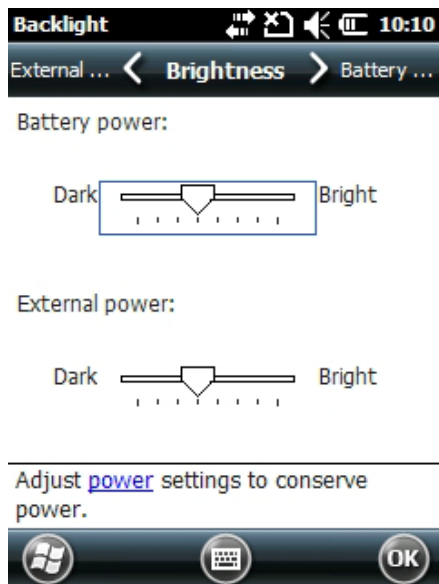 Backlight 10:10
External ... Brightness Battery ...
Battery power:
Dark Bright
External power:
Dark Bright
Adjust power settings to conserve
power.
OK